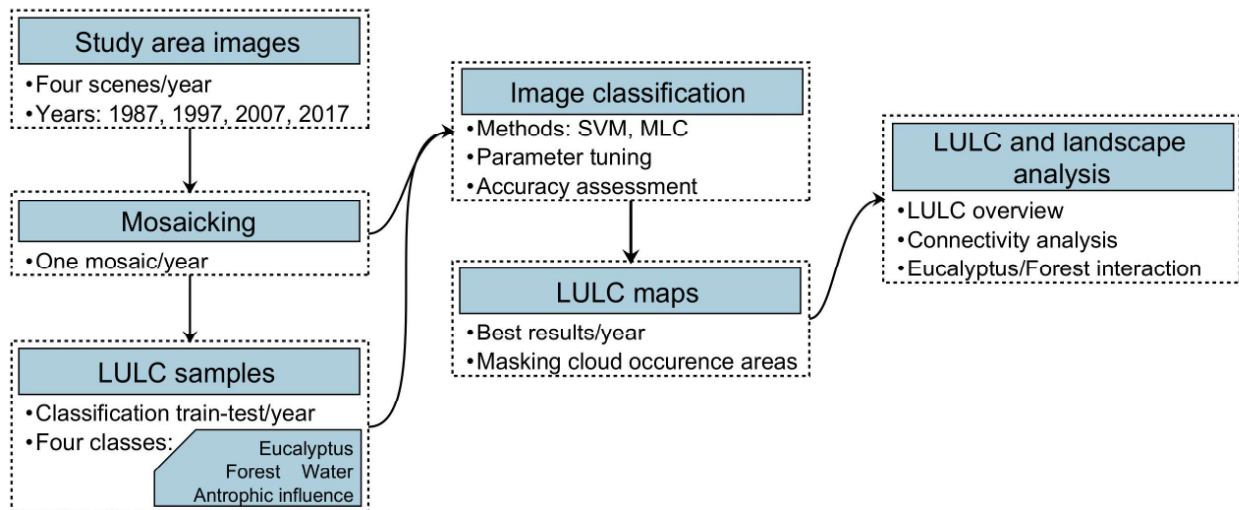 Study area images
•Four scenes/year
•Years: 1987, 1997, 2007, 2017
Mosaicking
•One mosaic/year
LULC samples
•Classification train-test/year
•Four classes:
Eucalyptus
Forest Water
Antrophic influence
Image classification
•Methods: SVM, MLC
•Parameter tuning
•Accuracy assessment
LULC maps
•Best results/year
•Masking cloud occurence areas
LULC and landscape
analysis
•LULC overview
•Connectivity analysis
•Eucalyptus/Forest interaction